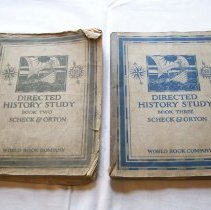 DIRECTED
HISTORY STUDY
BOOK TWO
SCHECK & ORTON
WORLD BOOK COMPANY
DIRECTED
HISTORY STUDY
BOOK THREE
SCHECK & ORTON
WORLD BOOK COMPANY